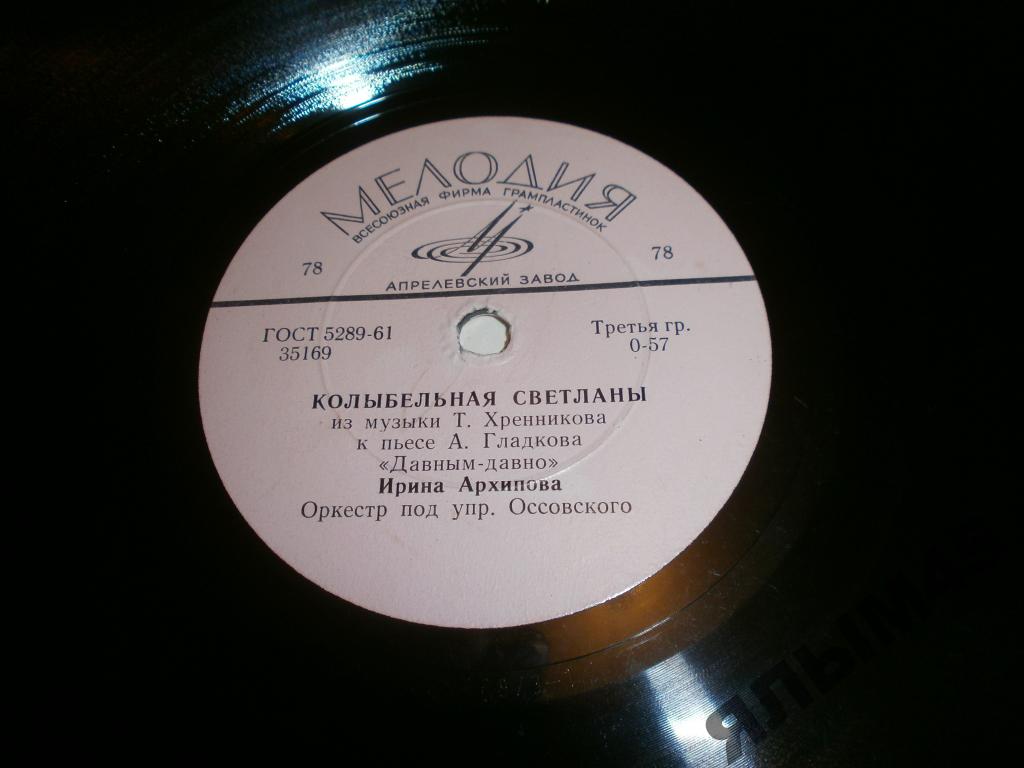 МЕЛОДИЯ
ВСЕСОЮЗНАЯ ФИРМА ГРАМПЛАСТИНОК
78
78
АПРЕЛЕВСКИЙ ЗАВОД
ГОСТ 5289-61
35169
Третья гр.
0-57
КОЛЫБЕЛЬНАЯ СВЕТЛАНЫ
из музыки Т. Хренникова
к пьесе А. Гладкова
«Давным-давно»
Ирина Архипова
Оркестр под упр. Оссовского